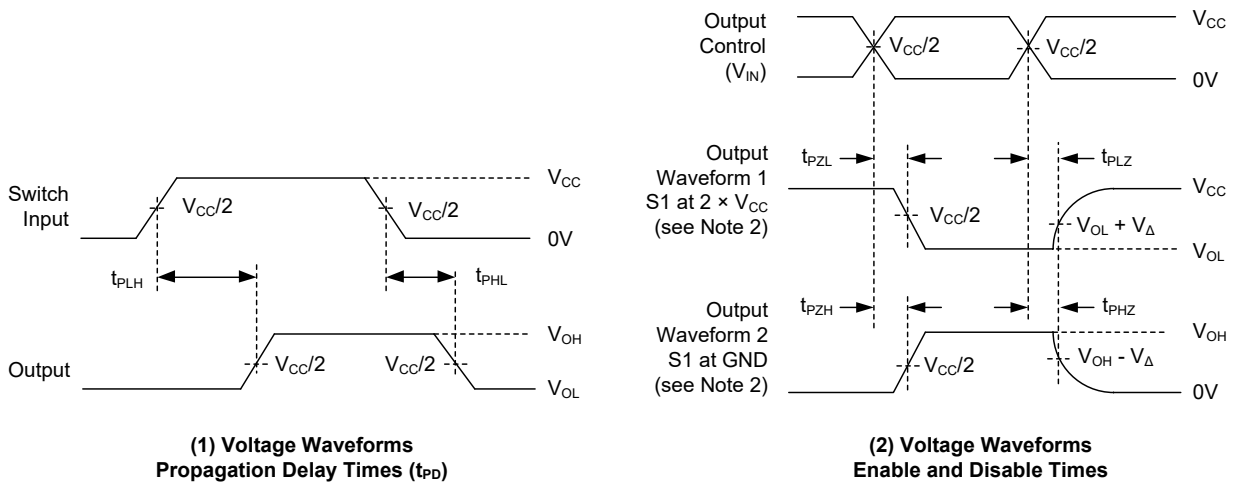 Switch
Input
V_CC/2
V_CC/2
V_CC
0V
t_PLH
t_PHL
Output
V_CC/2
V_CC/2
V_OH
V_OL
(1) Voltage Waveforms
Propagation Delay Times (t_PD)
Output
Control
(V_IN)
V_CC/2
V_CC/2
V_CC
0V
Output
Waveform 1
S1 at 2 × V_CC
(see Note 2)
t_PZL
t_PLZ
V_CC
V_CC/2
V_OL + V_Δ
V_OL
Output
Waveform 2
S1 at GND
(see Note 2)
t_PZH
t_PHZ
V_OH
V_CC/2
V_OH - V_Δ
0V
(2) Voltage Waveforms
Enable and Disable Times